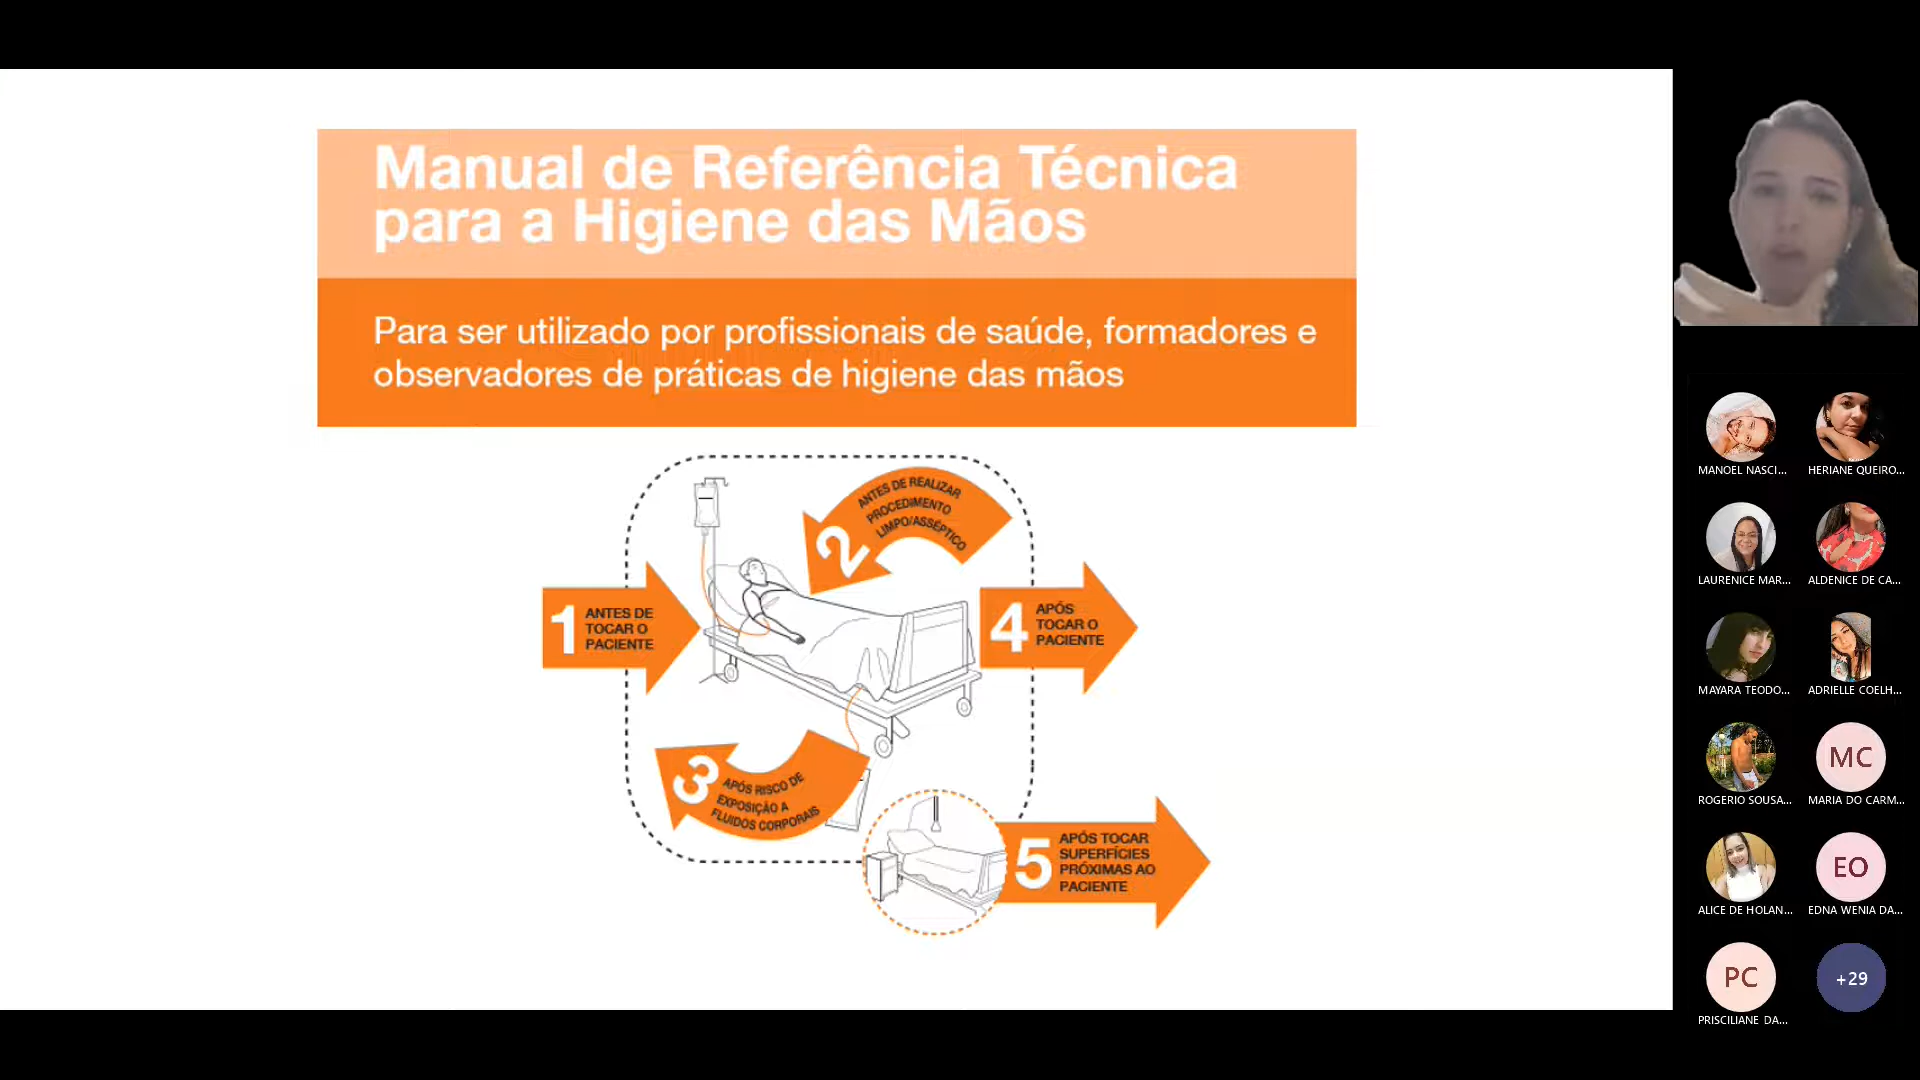 Manual de Referência Técnica
para a Higiene das Mãos
Para ser utilizado por profissionais de saúde, formadores e
observadores de práticas de higiene das mãos
1
ANTES DE
TOCAR O
PACIENTE
2
ANTES DE REALIZAR
PROCEDIMENTO
LIMPO/ASSÉPTICO
3
APÓS RISCO DE
EXPOSIÇÃO A
FLUIDOS CORPORAIS
4
APÓS
TOCAR O
PACIENTE
5
APÓS TOCAR
SUPERFÍCIES
PRÓXIMAS AO
PACIENTE
MANOEL NASCI...
HERIANE QUEIRO...
LAURENICE MAR...
ALDENICE DE CA...
MAYARA TEODO...
ADRIELLE COELH...
ROGERIO SOUSA...
MC
MARIA DO CARM...
ALICE DE HOLAN...
EO
EDNA WENIA DA...
PC
PRISCILIANE DA...
+29